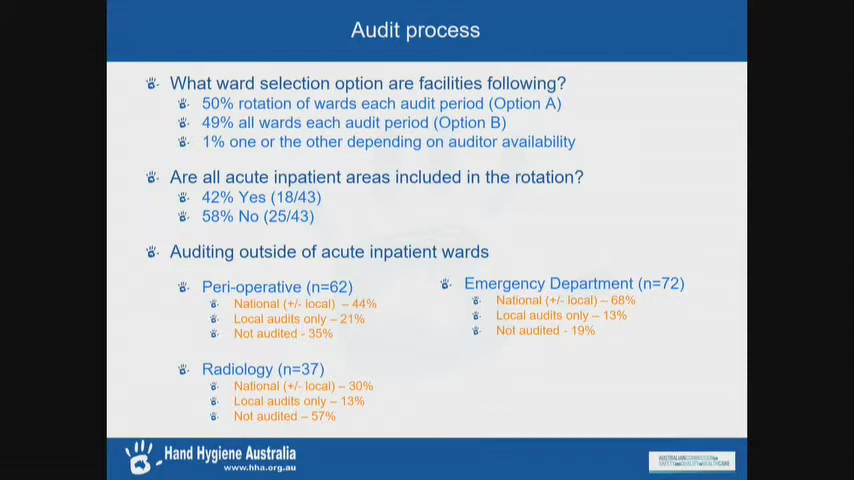 Audit process
What ward selection option are facilities following?
50% rotation of wards each audit period (Option A)
49% all wards each audit period (Option B)
1% one or the other depending on auditor availability
Are all acute inpatient areas included in the rotation?
42% Yes (18/43)
58% No (25/43)
Auditing outside of acute inpatient wards
Peri-operative (n=62)
National (+/- local) – 44%
Local audits only – 21%
Not audited - 35%
Emergency Department (n=72)
National (+/- local) – 68%
Local audits only – 13%
Not audited - 19%
Radiology (n=37)
National (+/- local) – 30%
Local audits only – 13%
Not audited – 57%
Hand Hygiene Australia
www.hha.org.au
AUSTRALIAN COMMISSION ON
SAFETY AND QUALITY IN HEALTH CARE